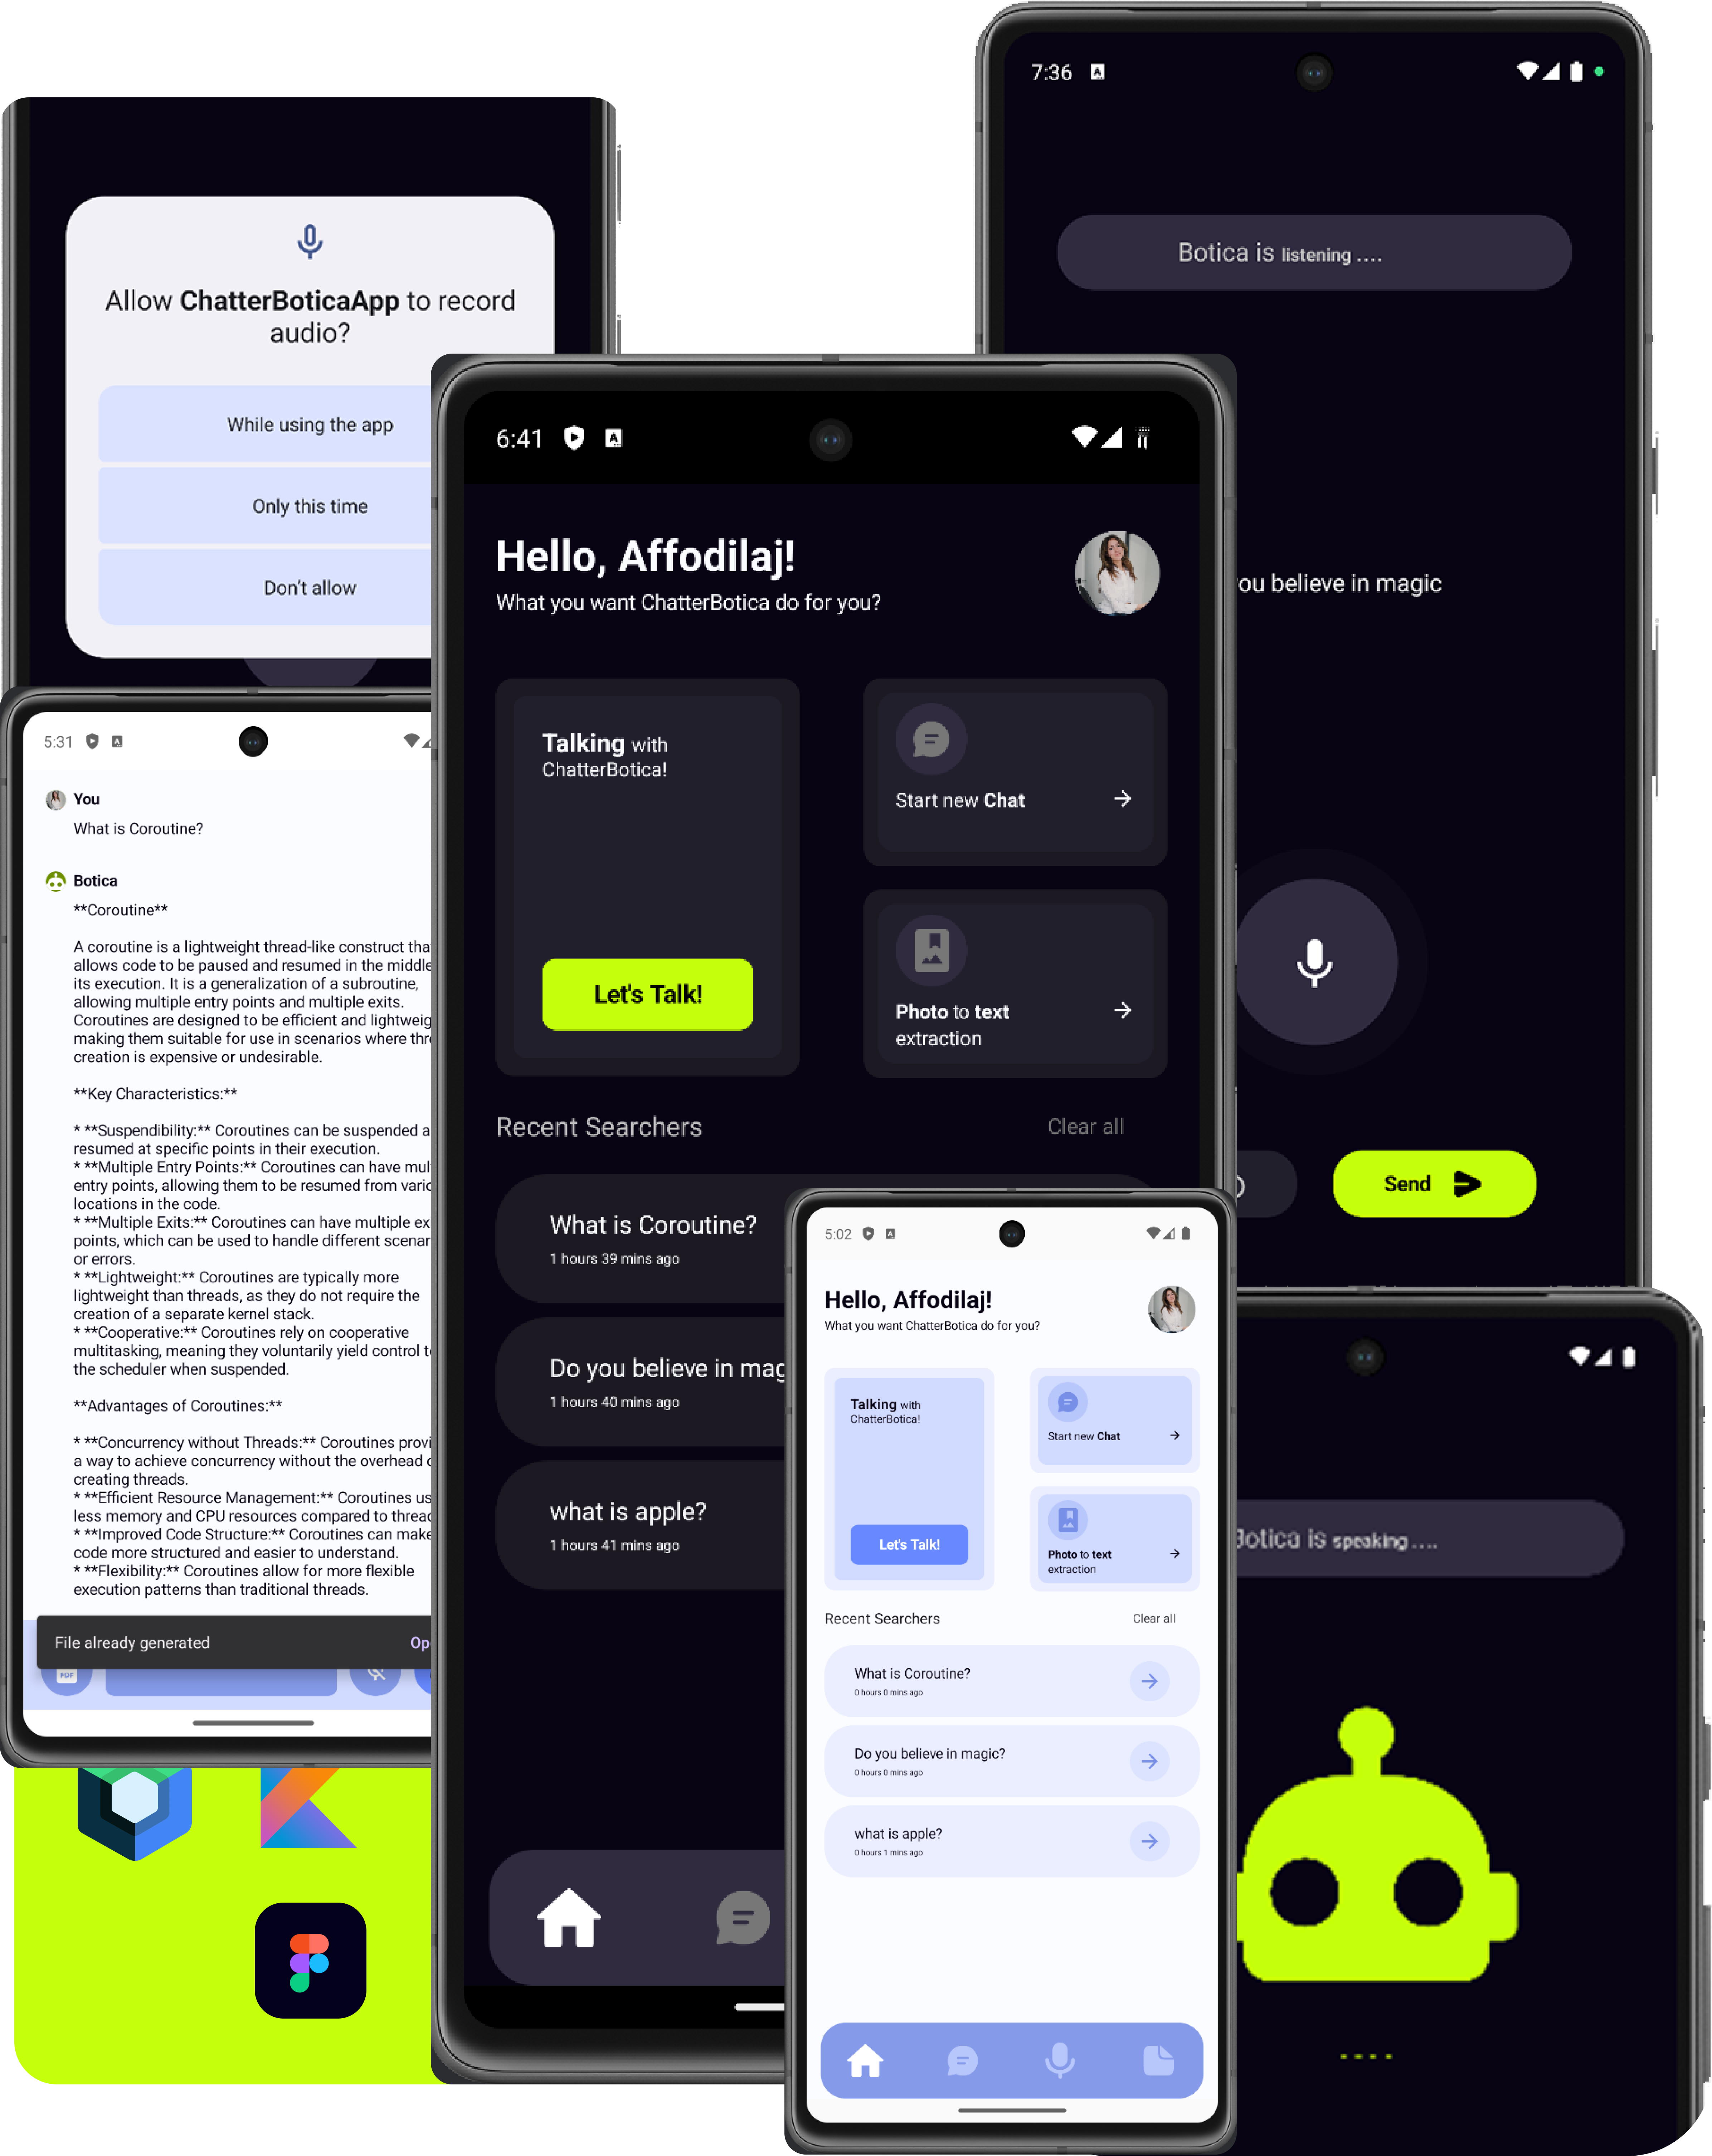 Allow ChatterBoticaApp to record
audio?
While using the app
Only this time
Don't allow
7:36
Botica is listening ....
you believe in magic
Send
6:41
Hello, Affodilaj!
What you want ChatterBotica do for you?
Talking with
ChatterBotica!
Let's Talk!
Start new Chat
Photo to text
extraction
Recent Searchers
Clear all
What is Coroutine?
1 hours 39 mins ago
Do you believe in mag
1 hours 40 mins ago
what is apple?
1 hours 41 mins ago
5:31
You
What is Coroutine?
Botica
**Coroutine**
A coroutine is a lightweight thread-like construct tha
allows code to be paused and resumed in the middle
its execution. It is a generalization of a subroutine,
allowing multiple entry points and multiple exits.
Coroutines are designed to be efficient and lightweig
making them suitable for use in scenarios where thr
creation is expensive or undesirable.
**Key Characteristics:**
* **Suspendibility:** Coroutines can be suspended a
resumed at specific points in their execution.
* **Multiple Entry Points:** Coroutines can have mul
entry points, allowing them to be resumed from vario
locations in the code.
* **Multiple Exits:** Coroutines can have multiple ex
points, which can be used to handle different scenar
or errors.
* **Lightweight:** Coroutines are typically more
lightweight than threads, as they do not require the
creation of a separate kernel stack.
* **Cooperative:** Coroutines rely on cooperative
multitasking, meaning they voluntarily yield control t
the scheduler when suspended.
**Advantages of Coroutines:**
* **Concurrency without Threads:** Coroutines provi
a way to achieve concurrency without the overhead o
creating threads.
* **Efficient Resource Management:** Coroutines us
less memory and CPU resources compared to threa
* **Improved Code Structure:** Coroutines can make
code more structured and easier to understand.
* **Flexibility:** Coroutines allow for more flexible
execution patterns than traditional threads.
File already generated
Op
PDF
5:02
Hello, Affodilaj!
What you want ChatterBotica do for you?
Talking with
ChatterBotica!
Let's Talk!
Start new Chat
Photo to text
extraction
Recent Searchers
Clear all
What is Coroutine?
0 hours 0 mins ago
Do you believe in magic?
0 hours 0 mins ago
what is apple?
0 hours 1 mins ago
Botica is speaking ....